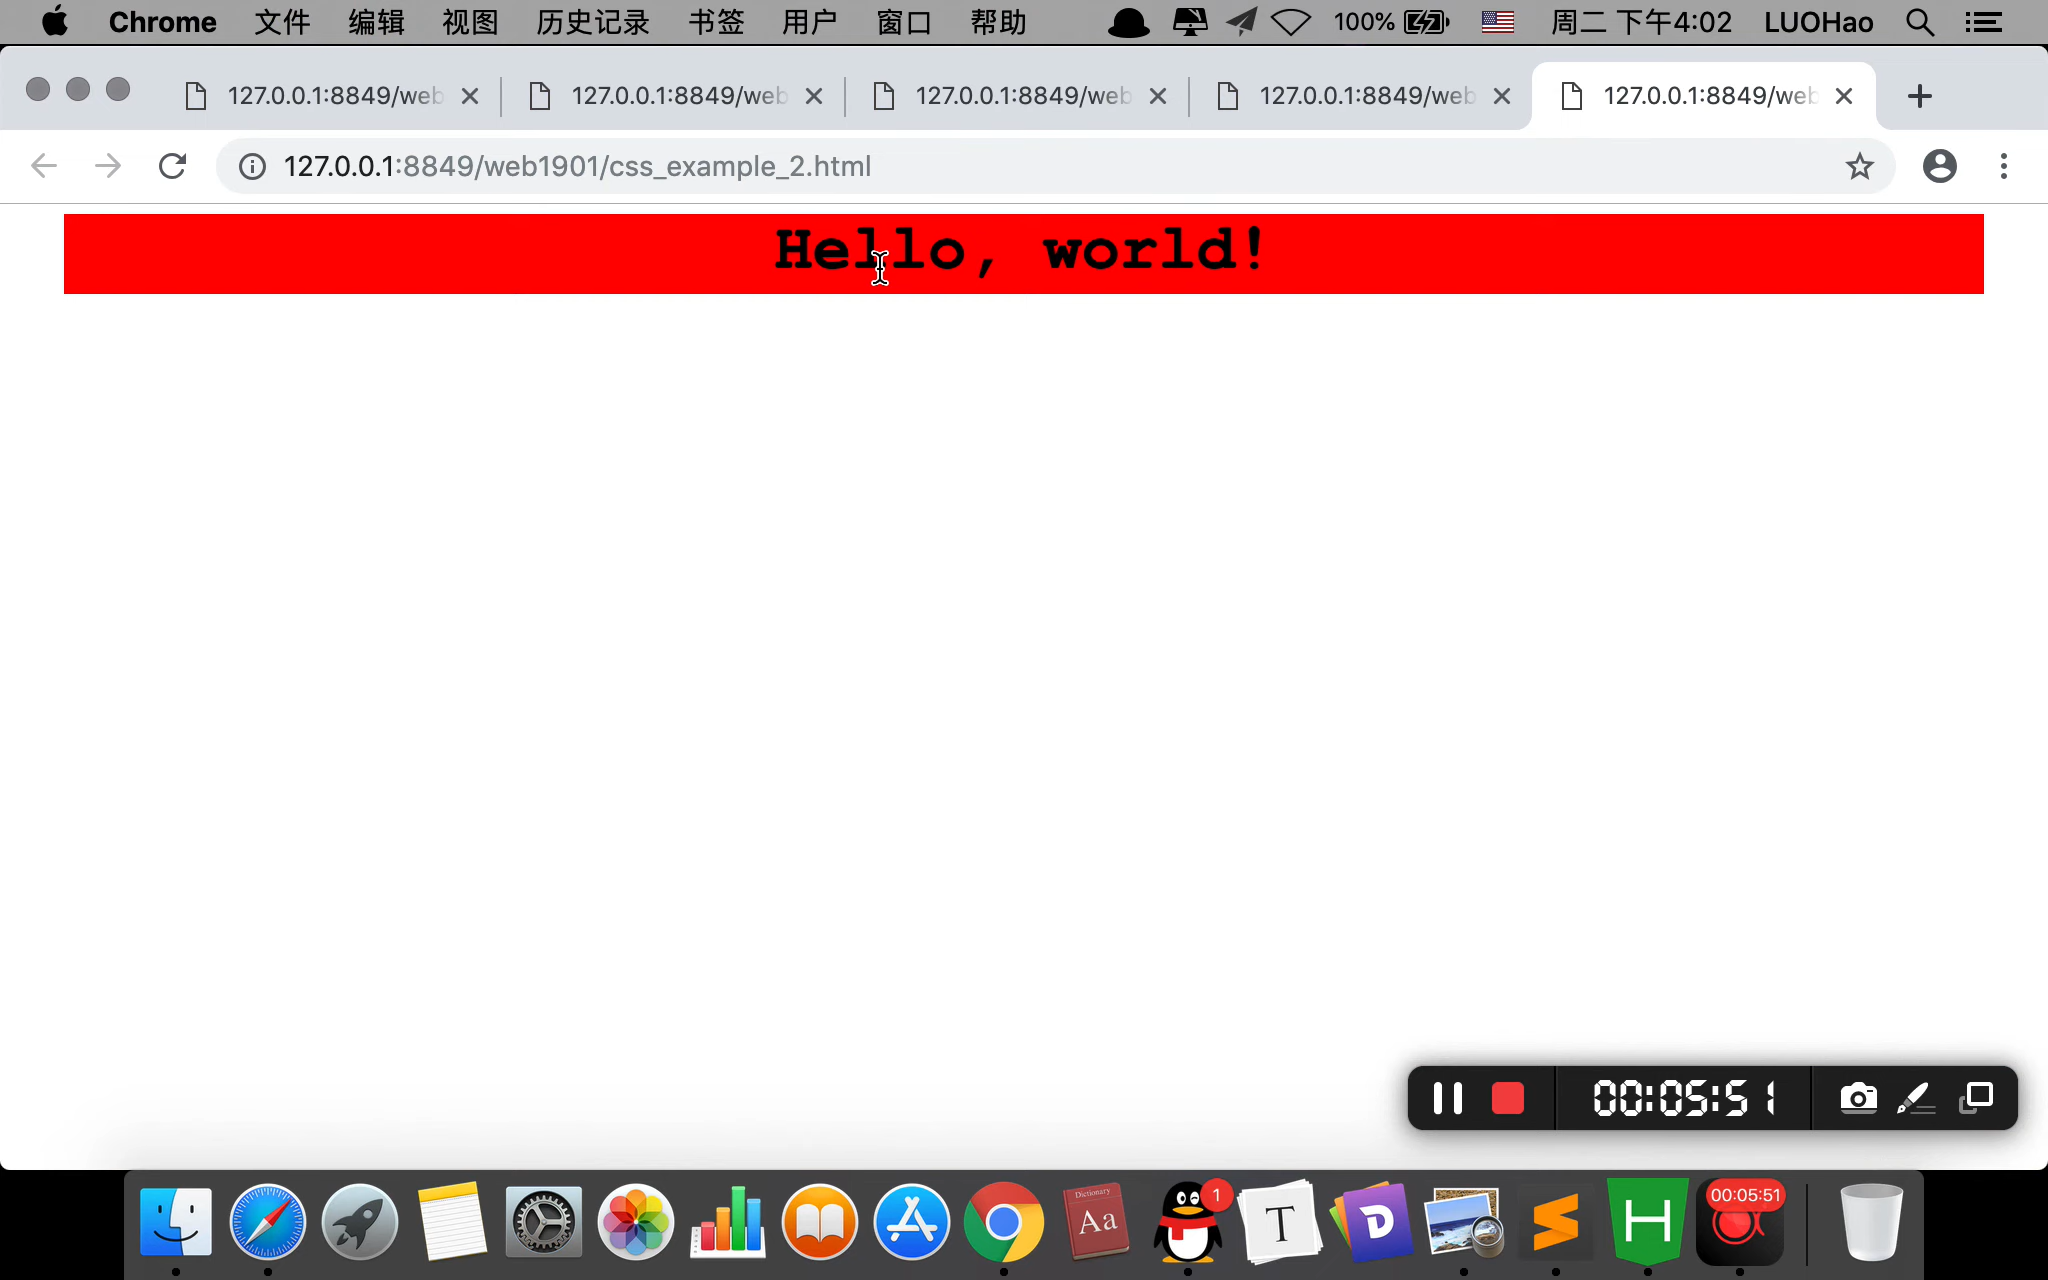 Chrome 文件 编辑 视图 历史记录 书签 用户 窗口 帮助 100% 周二 下午4:02 LUOHao
127.0.0.1:8849/web 127.0.0.1:8849/web 127.0.0.1:8849/web 127.0.0.1:8849/web 127.0.0.1:8849/web
127.0.0.1:8849/web1901/css_example_2.html
Hello, world!
00:05:51
Dictionary
Aa
1
T
D
H
00:05:51